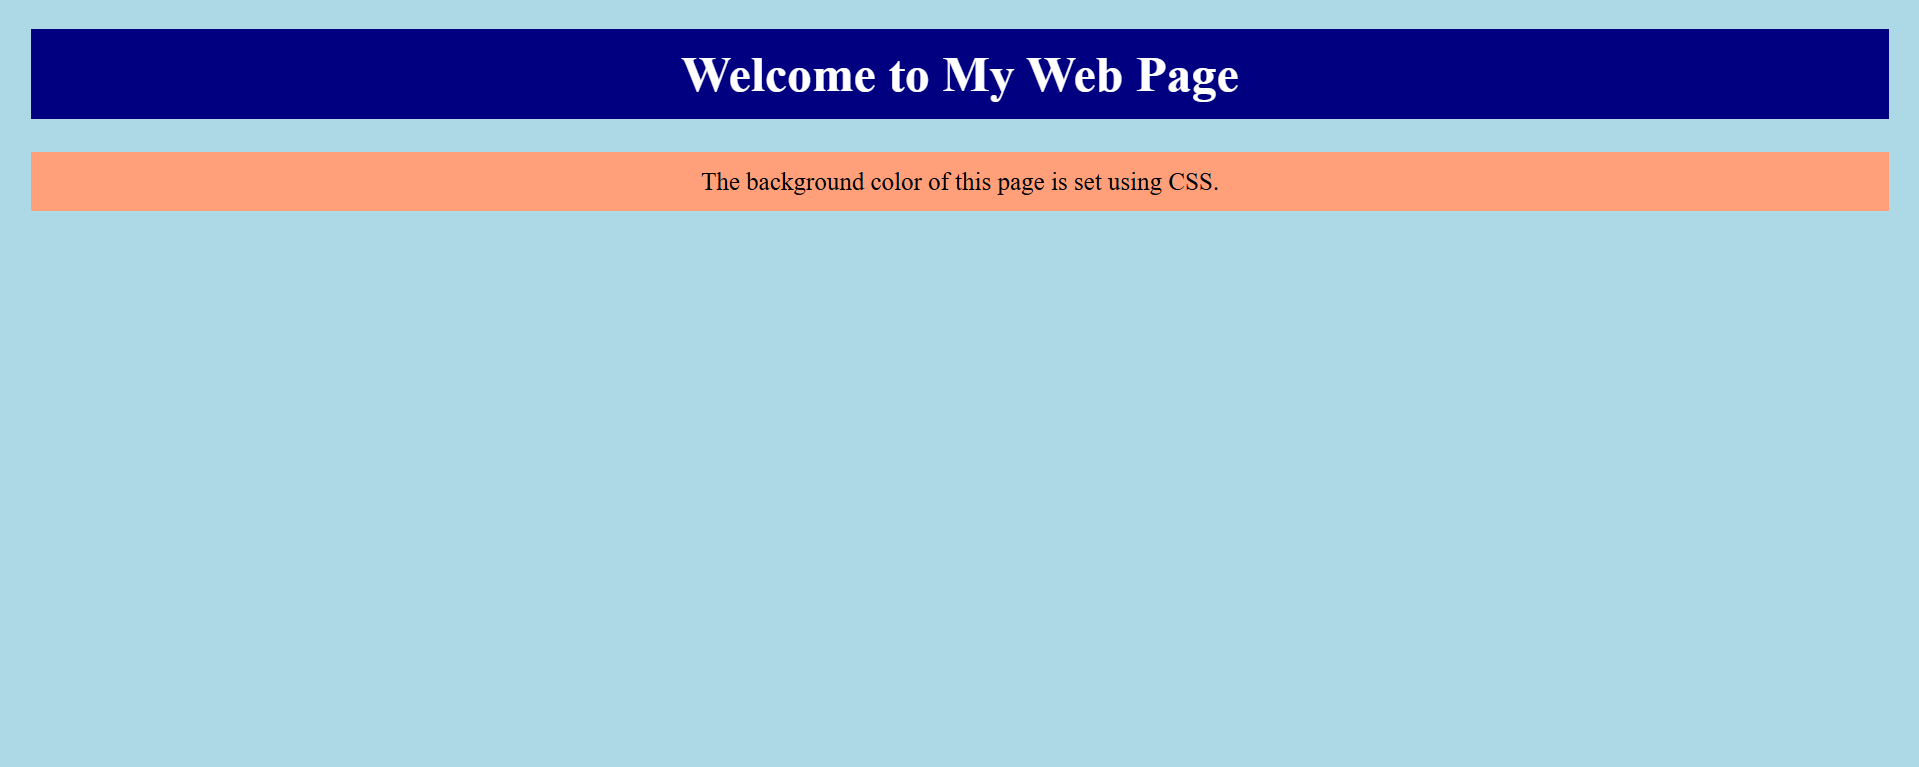 Welcome to My Web Page
The background color of this page is set using CSS.